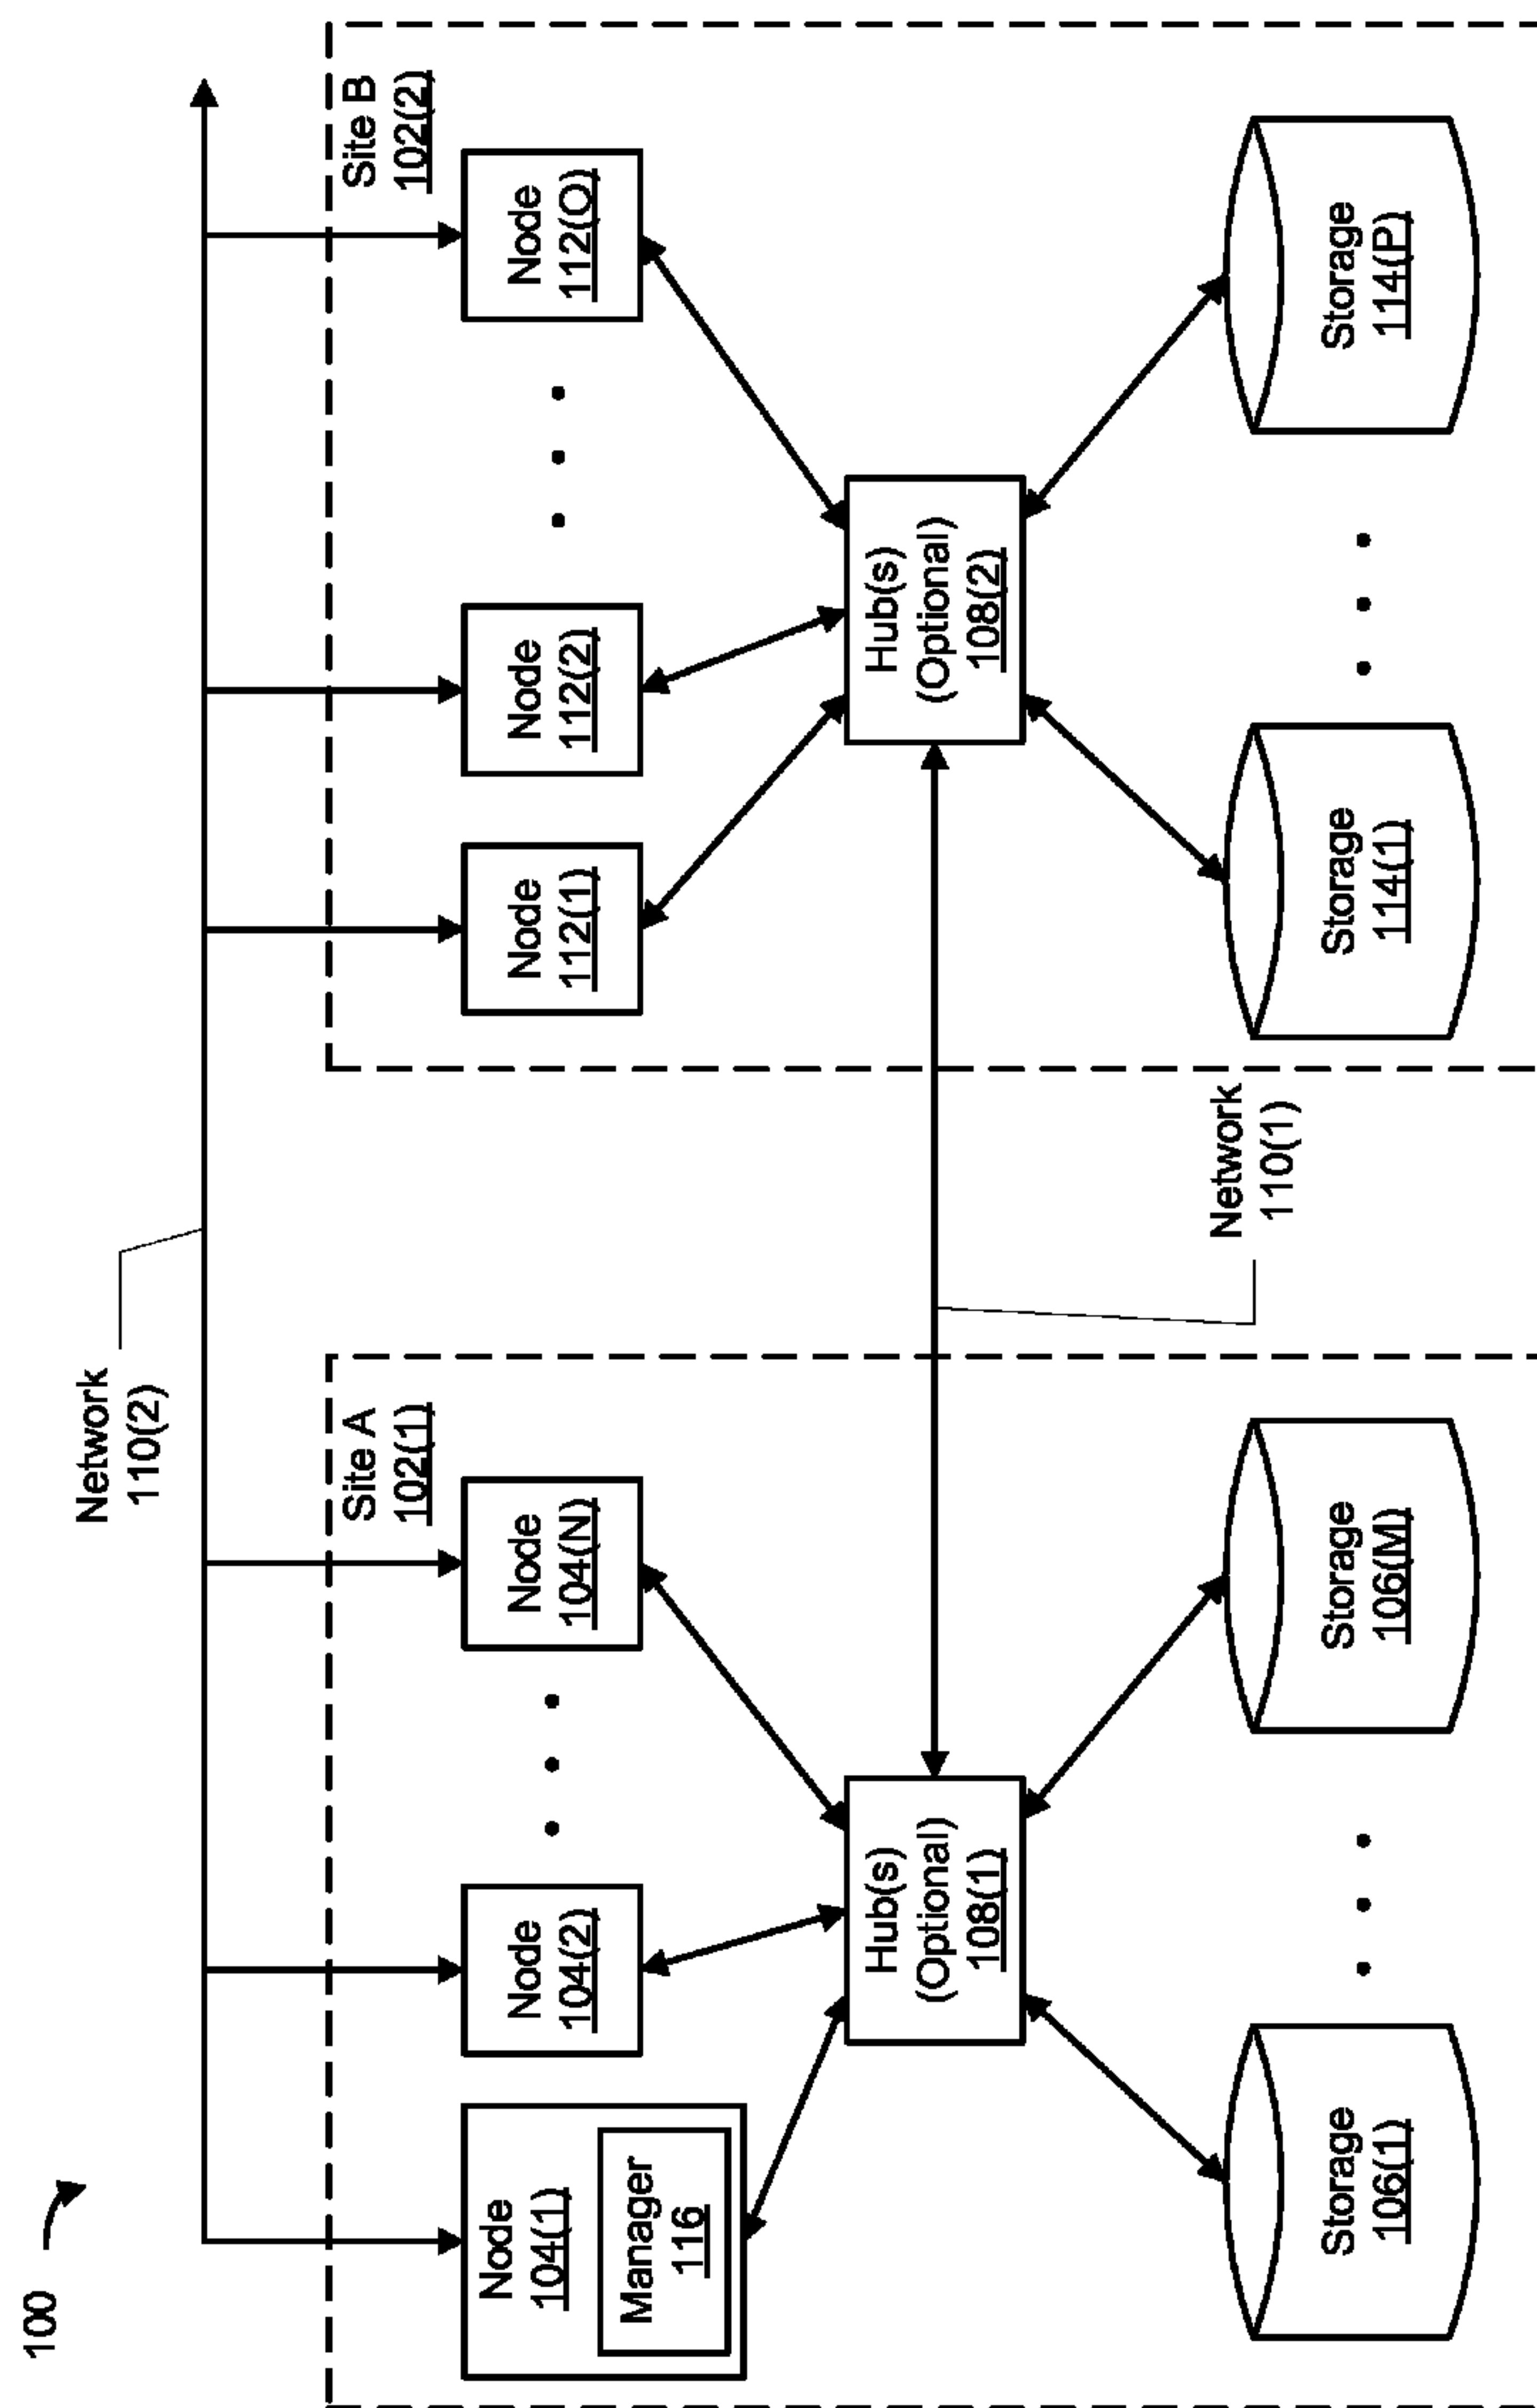 100
Network
110(2)
Site A
102(1)
Site B
102(2)
Node
104(1)
Manager
116
Node
104(2)
Node
104(N)
Node
112(1)
Node
112(2)
Node
112(O)
Hub(s)
(Optional)
108(1)
Hub(s)
(Optional)
108(2)
Network
110(1)
Storage
106(1)
Storage
106(M)
Storage
114(1)
Storage
114(P)